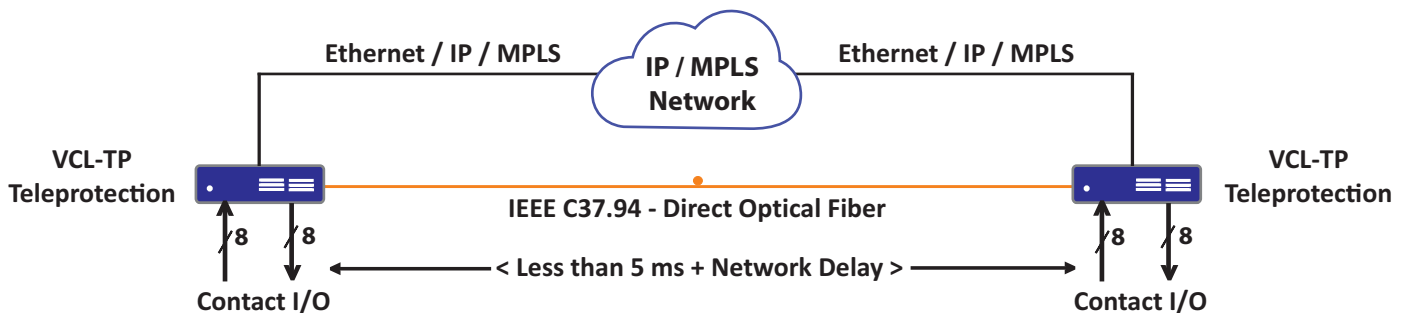 Ethernet / IP / MPLS
IP / MPLS
Network
Ethernet / IP / MPLS
VCL-TP
Teleprotection
VCL-TP
Teleprotection
IEEE C37.94 - Direct Optical Fiber
8
8
8
8
< Less than 5 ms + Network Delay >
Contact I/O
Contact I/O